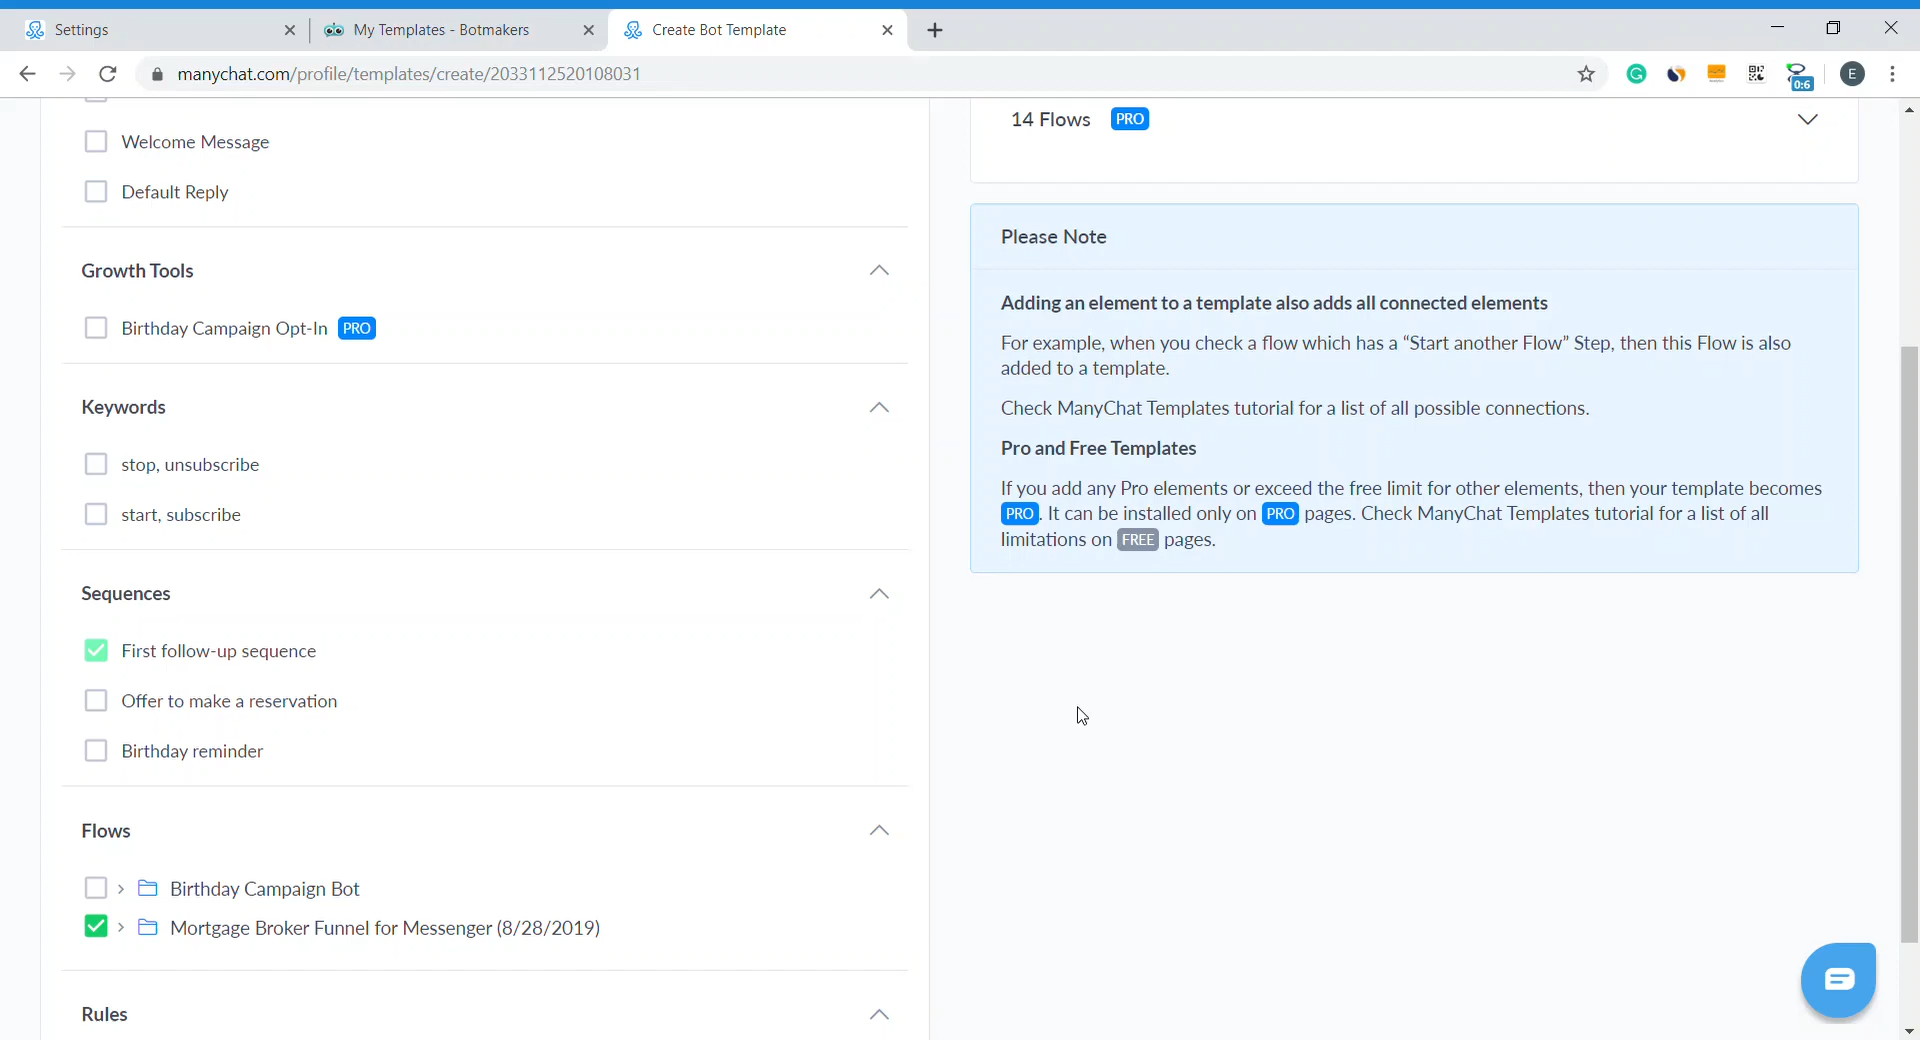 Settings
My Templates - Botmakers
Create Bot Template
manychat.com/profile/templates/create/2033112520108031
0:6
E
Welcome Message
Default Reply
Growth Tools
Birthday Campaign Opt-In PRO
Keywords
stop, unsubscribe
start, subscribe
Sequences
First follow-up sequence
Offer to make a reservation
Birthday reminder
Flows
Birthday Campaign Bot
Mortgage Broker Funnel for Messenger (8/28/2019)
Rules
14 Flows PRO
Please Note
Adding an element to a template also adds all connected elements
For example, when you check a flow which has a “Start another Flow” Step, then this Flow is also
added to a template.
Check ManyChat Templates tutorial for a list of all possible connections.
Pro and Free Templates
If you add any Pro elements or exceed the free limit for other elements, then your template becomes
PRO. It can be installed only on PRO pages. Check ManyChat Templates tutorial for a list of all
limitations on FREE pages.